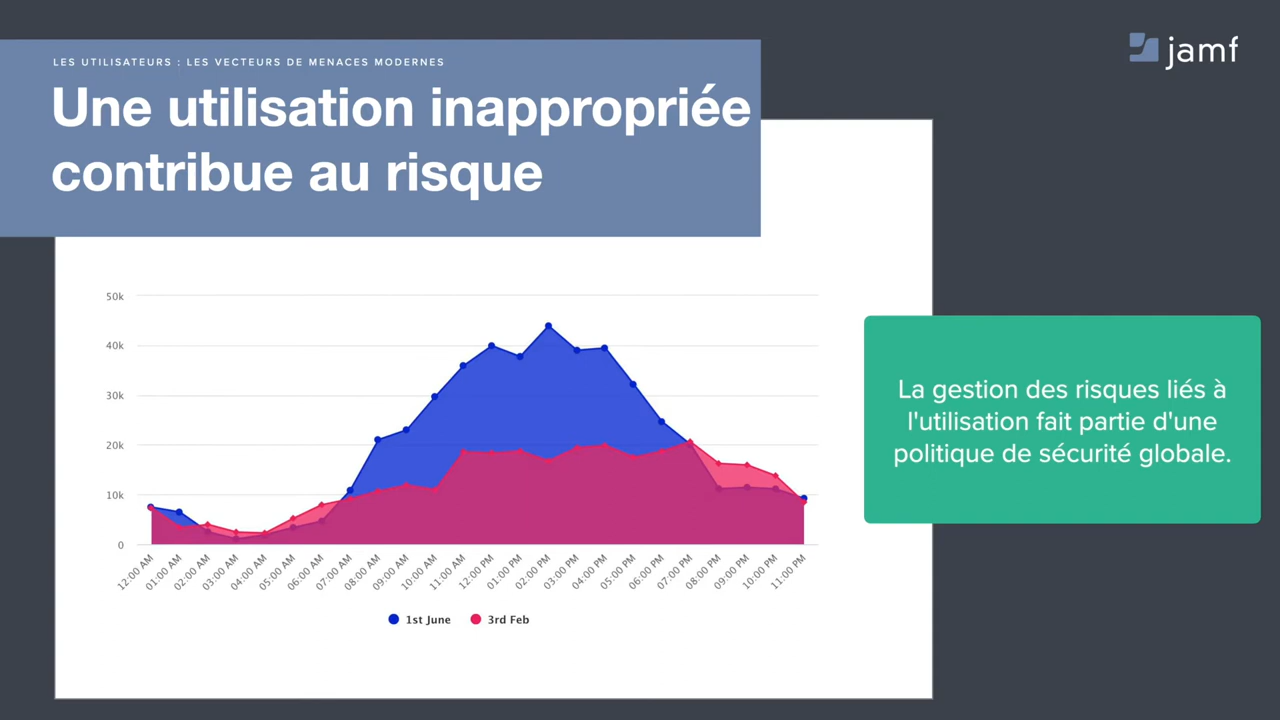 LES UTILISATEURS : LES VECTEURS DE MENACES MODERNES
Une utilisation inappropriée
contribue au risque
jamf
50k
40k
30k
20k
10k
0
12:00 AM
01:00 AM
02:00 AM
03:00 AM
04:00 AM
05:00 AM
06:00 AM
07:00 AM
08:00 AM
09:00 AM
10:00 AM
11:00 AM
12:00 PM
01:00 PM
02:00 PM
03:00 PM
04:00 PM
05:00 PM
06:00 PM
07:00 PM
08:00 PM
09:00 PM
10:00 PM
11:00 PM
1st June
3rd Feb
La gestion des risques liés à
l'utilisation fait partie d'une
politique de sécurité globale.